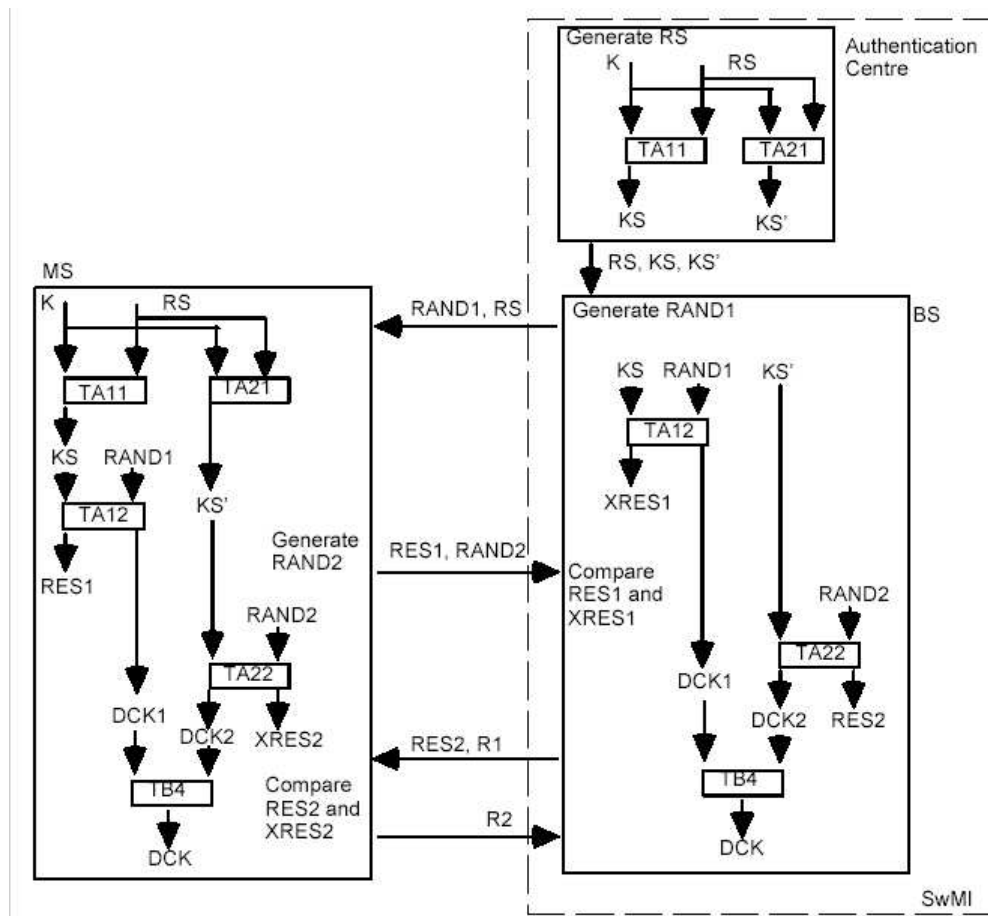 Generate RS
Authentication
Centre
K
RS
TA11
TA21
KS
KS’
RS, KS, KS’
MS
K
RS
TA11
TA21
KS
RAND1
TA12
KS’
RES1
Generate
RAND2
RAND2
TA22
DCK1
DCK2
XRES2
TB4
Compare
RES2 and
XRES2
DCK
RAND1, RS
RES1, RAND2
RES2, R1
R2
Generate RAND1
BS
KS
RAND1
KS’
TA12
XRES1
Compare
RES1 and
XRES1
RAND2
TA22
DCK1
DCK2
RES2
TB4
DCK
SwMI